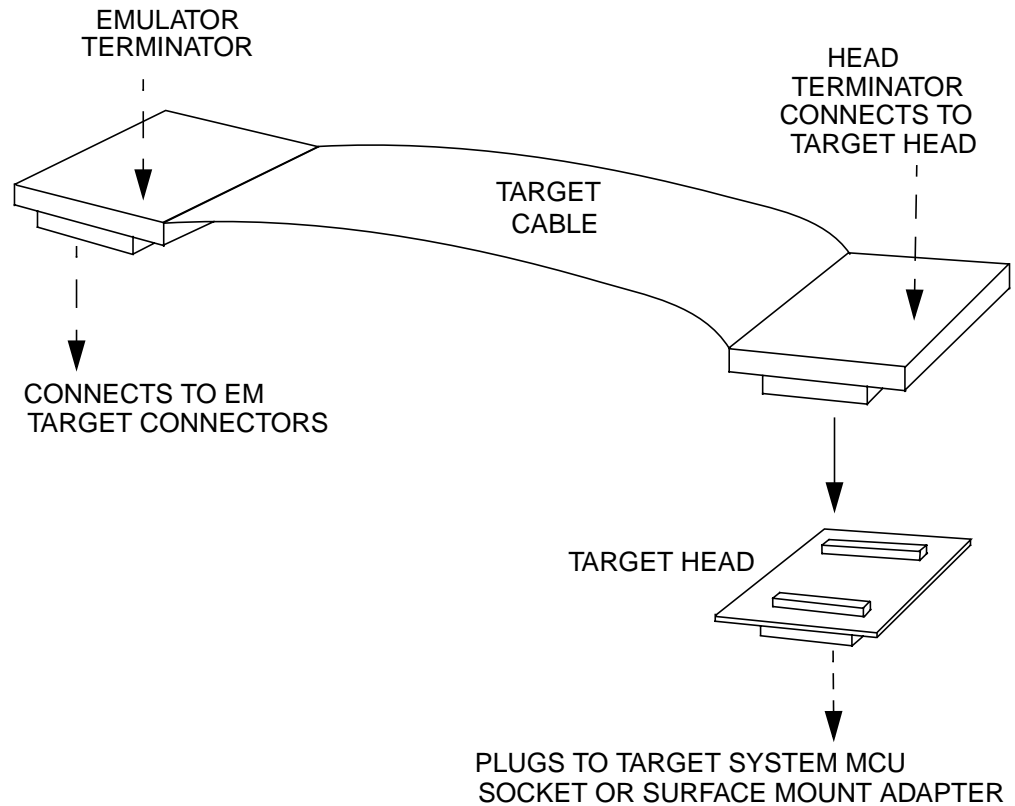 EMULATOR
TERMINATOR
HEAD
TERMINATOR
CONNECTS TO
TARGET HEAD
TARGET
CABLE
CONNECTS TO EM
TARGET CONNECTORS
TARGET HEAD
PLUGS TO TARGET SYSTEM MCU
SOCKET OR SURFACE MOUNT ADAPTER